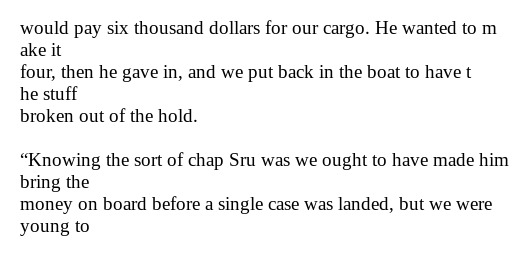 would pay six thousand dollars for our cargo. He wanted to m
ake it
four, then he gave in, and we put back in the boat to have t
he stuff
broken out of the hold.

“Knowing the sort of chap Sru was we ought to have made him
bring the
money on board before a single case was landed, but we were
young to